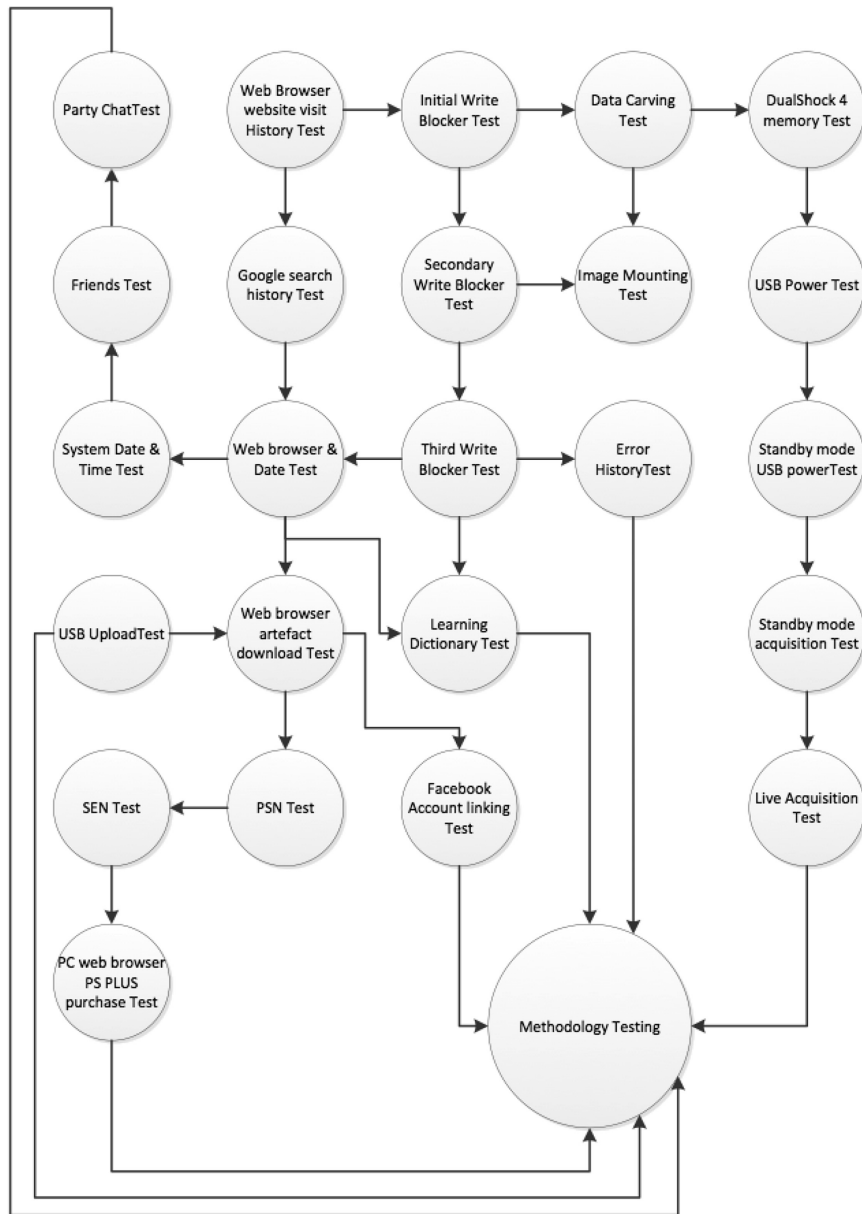 Party ChatTest
Web Browser
website visit
History Test
Initial Write
Blocker Test
Data Carving
Test
DualShock 4
memory Test
Friends Test
Google search
history Test
Secondary
Write Blocker
Test
Image Mounting
Test
USB Power Test
System Date &
Time Test
Web browser &
Date Test
Third Write
Blocker Test
Error
HistoryTest
Standby mode
USB powerTest
USB UploadTest
Web browser
artefact
download Test
Learning
Dictionary Test
Standby mode
acquisition Test
SEN Test
PSN Test
Facebook
Account linking
Test
Live Acquisition
Test
PC web browser
PS PLUS
purchase Test
Methodology Testing